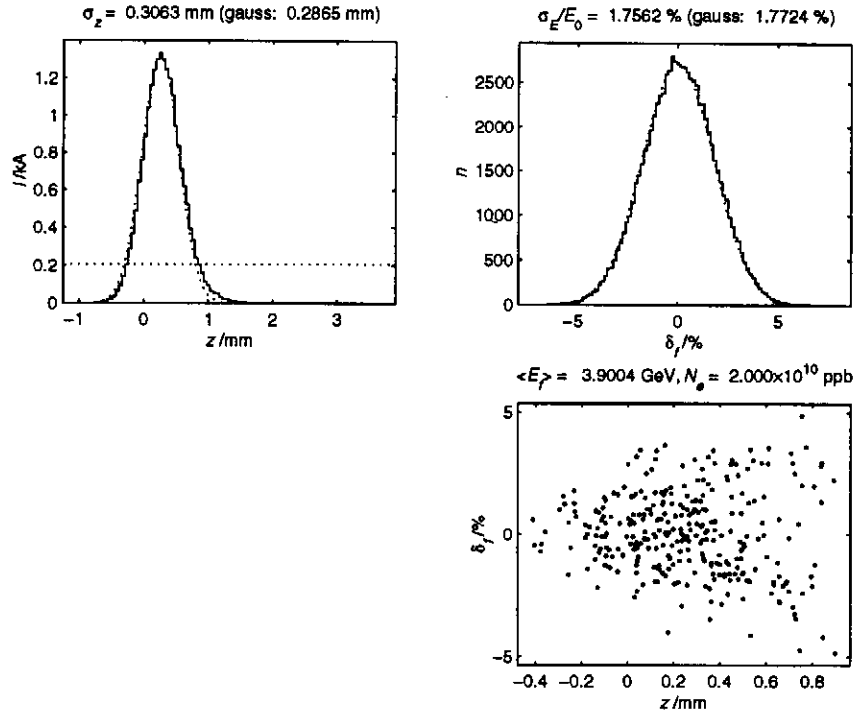 σz = 0.3063 mm (gauss: 0.2865 mm)
I /kA
1.2
1
0.8
0.6
0.4
0.2
0
−1 0 1 2 3
z /mm
σE/E0 = 1.7562 % (gauss: 1.7724 %)
n
2500
2000
1500
1000
500
0
−5 0 5
δf/%
<Ef> = 3.9004 GeV, Ne = 2.000×10^10 ppb
δf/%
5
0
−5
−0.4 −0.2 0 0.2 0.4 0.6 0.8
z /mm